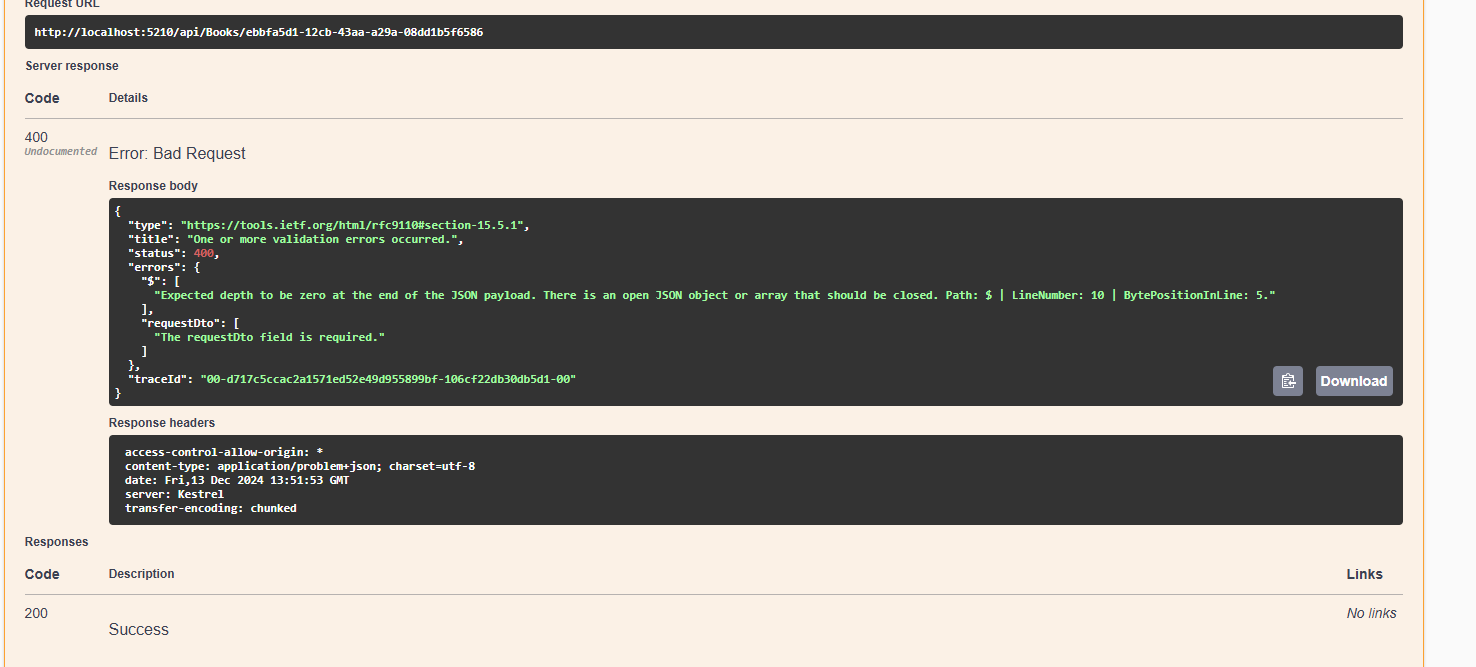 Request URL
http://localhost:5210/api/Books/ebbfa5d1-12cb-43aa-a29a-08dd1b5f6586
Server response
Code Details
400
Undocumented
Error: Bad Request
Response body
{
  "type": "https://tools.ietf.org/html/rfc9110#section-15.5.1",
  "title": "One or more validation errors occurred.",
  "status": 400,
  "errors": {
    "$": [
      "Expected depth to be zero at the end of the JSON payload. There is an open JSON object or array that should be closed. Path: $ | LineNumber: 10 | BytePositionInLine: 5."
    ],
    "requestDto": [
      "The requestDto field is required."
    ]
  },
  "traceId": "00-d717c5ccac2a1571ed52e49d955899bf-106cf22db30db5d1-00"
}
Download
Response headers
access-control-allow-origin: *
content-type: application/problem+json; charset=utf-8
date: Fri,13 Dec 2024 13:51:53 GMT
server: Kestrel
transfer-encoding: chunked
Responses
Code Description Links
200 No links
Success